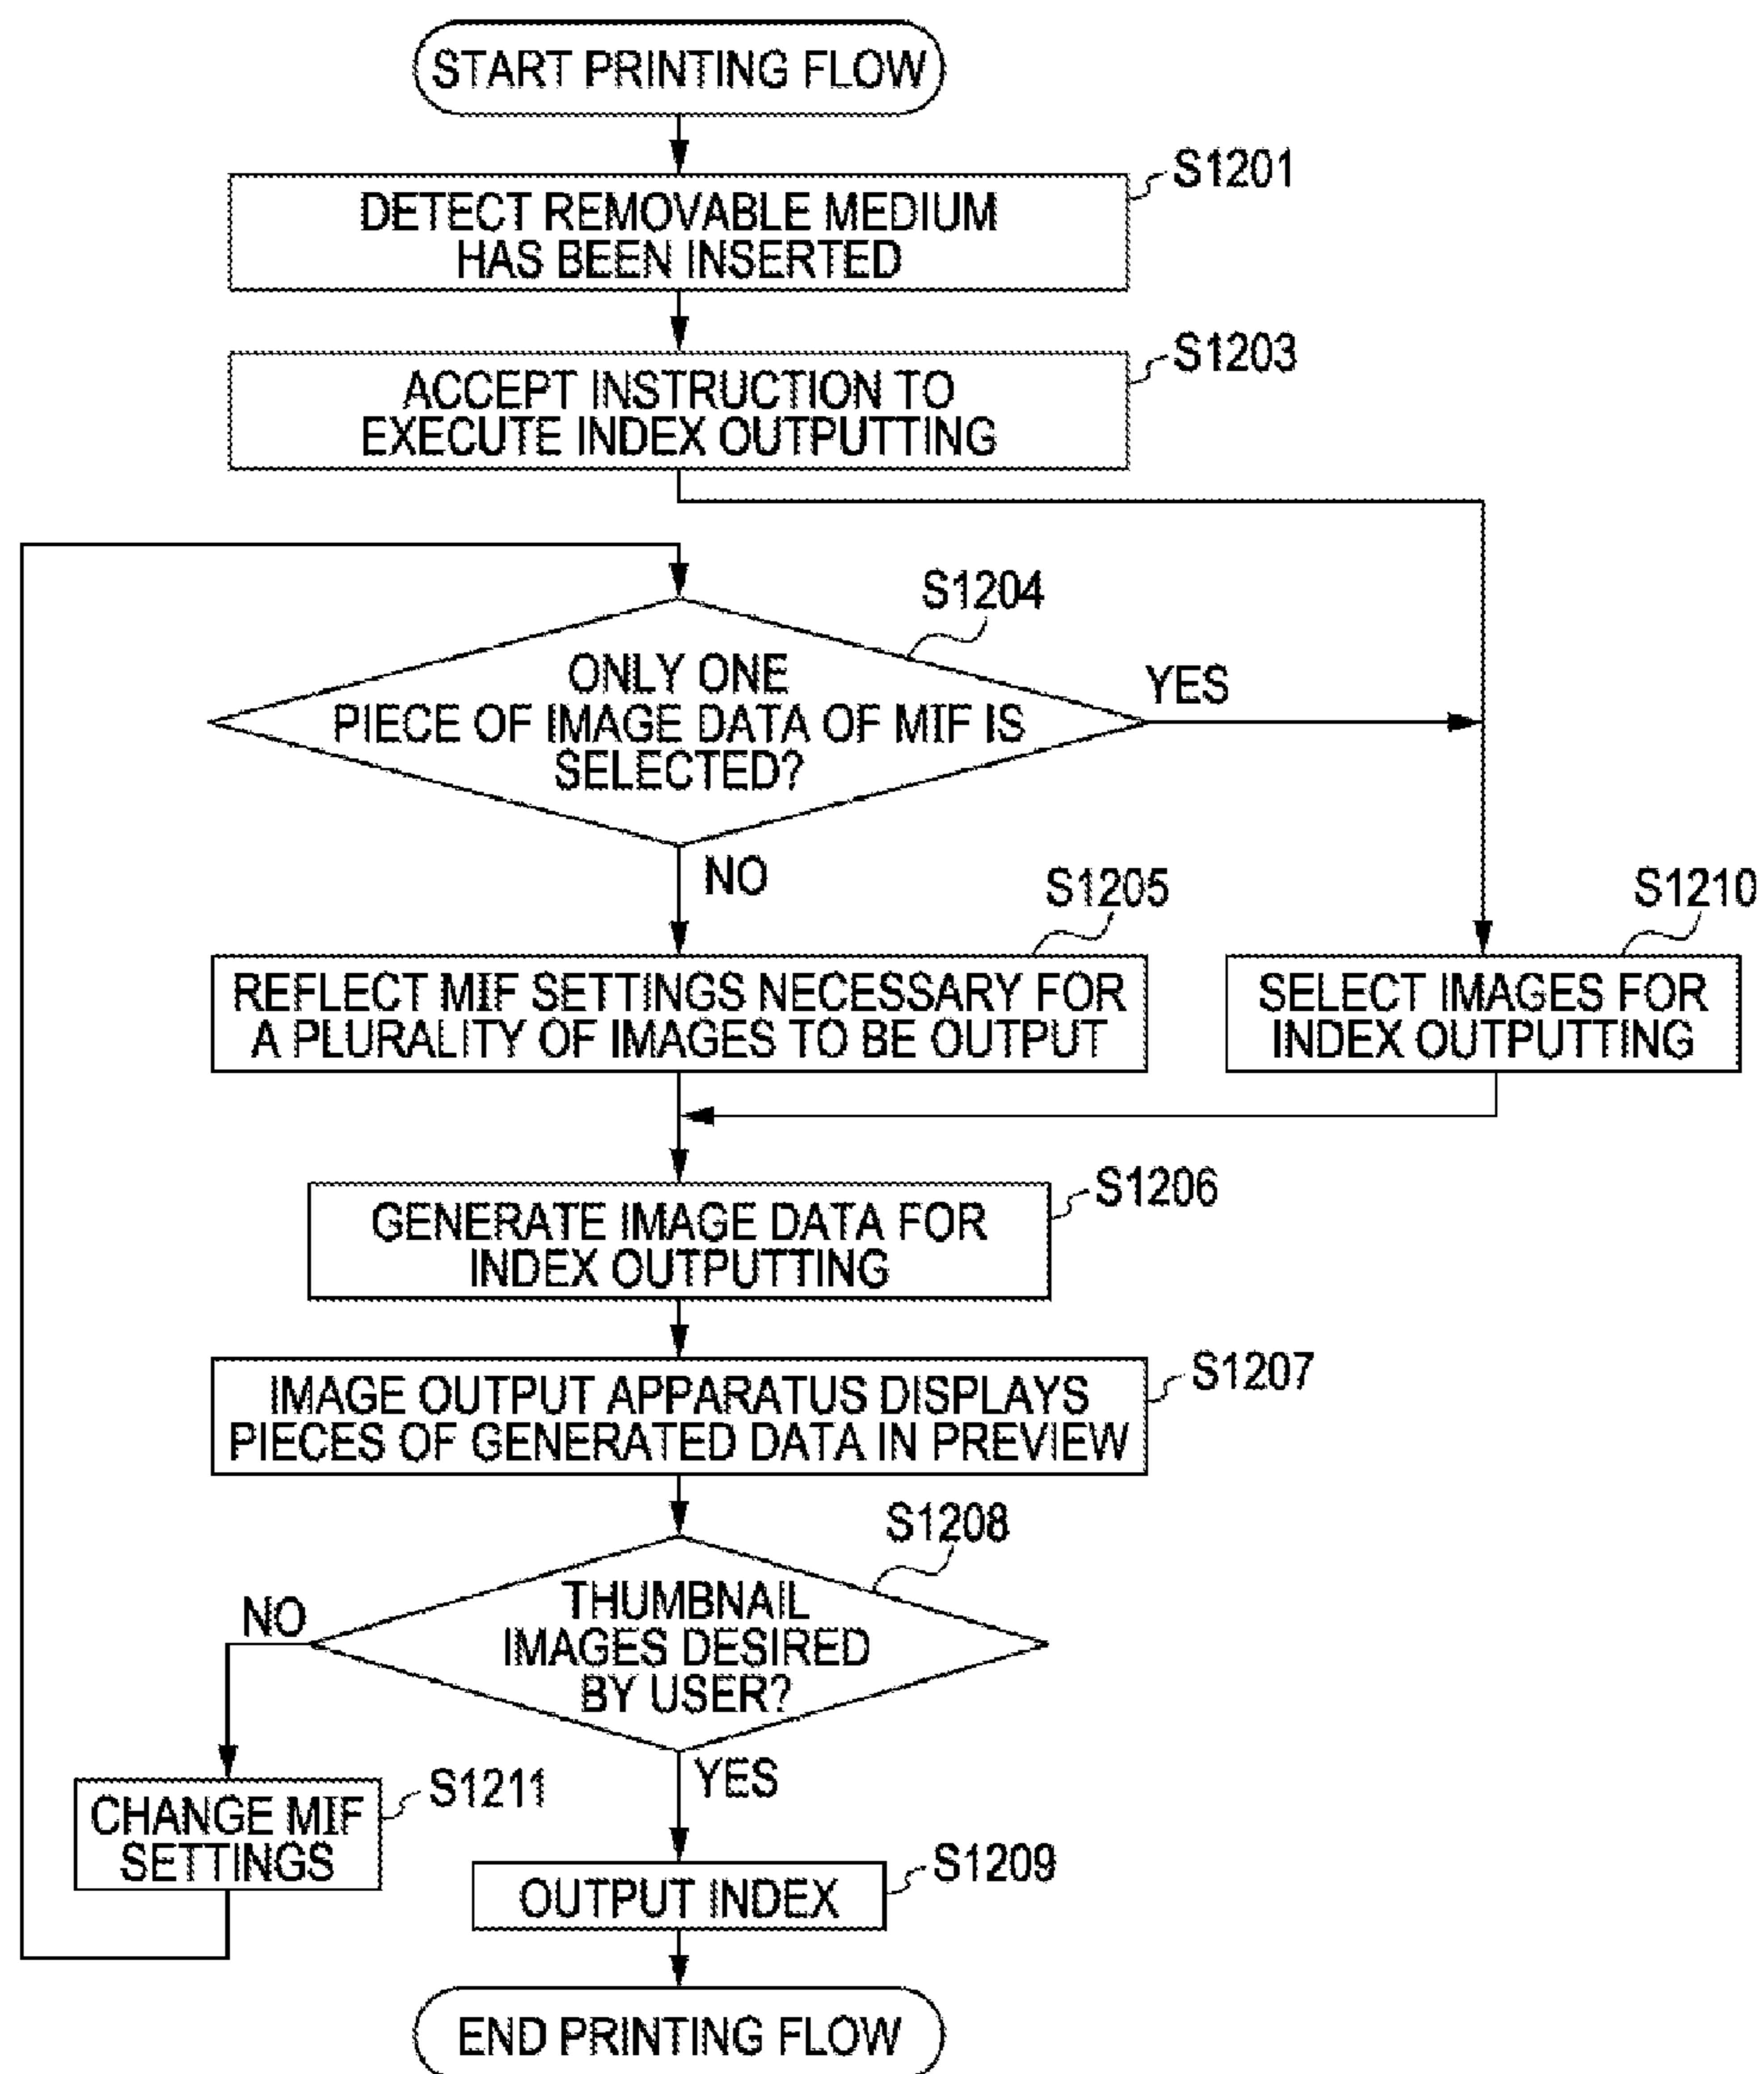 START PRINTING FLOW
S1201
DETECT REMOVABLE MEDIUM
HAS BEEN INSERTED
S1203
ACCEPT INSTRUCTION TO
EXECUTE INDEX OUTPUTTING
S1204
ONLY ONE
PIECE OF IMAGE DATA OF MIF IS
SELECTED?
YES
NO
S1205
REFLECT MIF SETTINGS NECESSARY FOR
A PLURALITY OF IMAGES TO BE OUTPUT
S1210
SELECT IMAGES FOR
INDEX OUTPUTTING
S1206
GENERATE IMAGE DATA FOR
INDEX OUTPUTTING
S1207
IMAGE OUTPUT APPARATUS DISPLAYS
PIECES OF GENERATED DATA IN PREVIEW
S1208
THUMBNAIL
IMAGES DESIRED
BY USER?
NO
YES
S1211
CHANGE MIF
SETTINGS
S1209
OUTPUT INDEX
END PRINTING FLOW